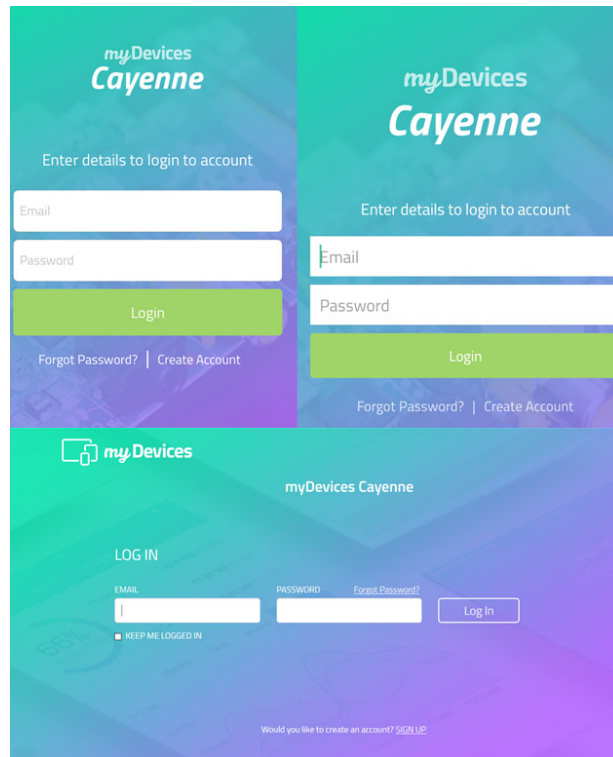 myDevices
Cayenne
Enter details to login to account
Email
Password
Login
Forgot Password? | Create Account
myDevices
Cayenne
Enter details to login to account
Email
Password
Login
Forgot Password? | Create Account
myDevices
myDevices Cayenne
LOG IN
EMAIL PASSWORD Forgot Password?
Log In
KEEP ME LOGGED IN
66%
Would you like to create an account? SIGN UP